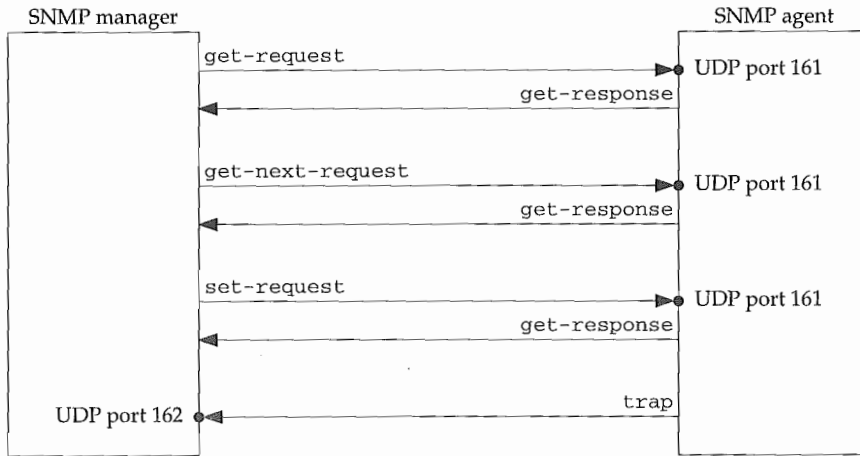 SNMP manager
SNMP agent
get-request
UDP port 161
get-response
get-next-request
UDP port 161
get-response
set-request
UDP port 161
get-response
UDP port 162
trap